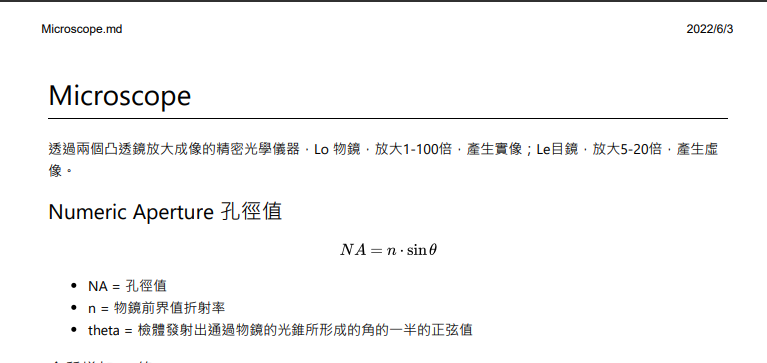 Microscope.md 2022/6/3
Microscope
透過兩個凸透鏡放大成像的精密光學儀器，Lo 物鏡，放大1-100倍，產生實像；Le目鏡，放大5-20倍，產生虛
像。
Numeric Aperture 孔徑值
NA = n · sin θ
• NA = 孔徑值
• n = 物鏡前界值折射率
• theta = 檢體發射出通過物鏡的光錐所形成的角的一半的正弦值